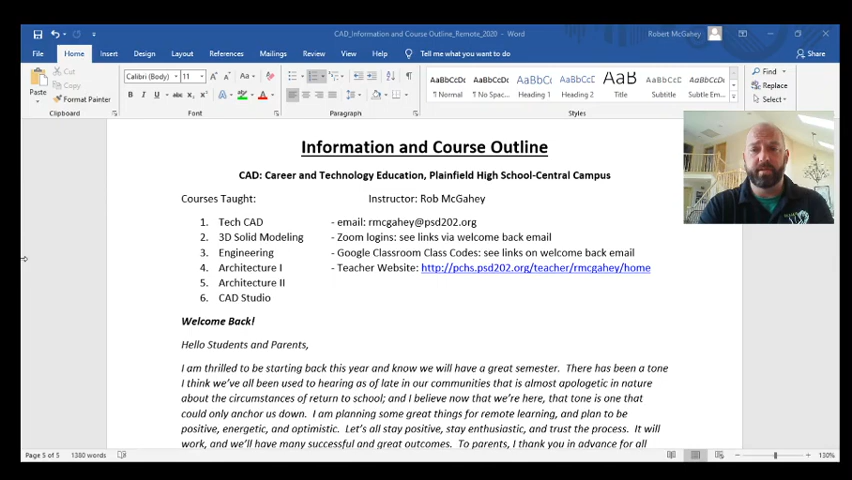 CAD_Information and Course Outline_Remote_2020 - Word
Robert McGahey
File Home Insert Design Layout References Mailings Review View Help Tell me what you want to do Share
Cut
Copy
Paste
Format Painter
Clipboard
Calibri (Body) 11
Font
Paragraph
AaBbCcDc AaBbCcDc AaBbCc AaBbCcD AaB AaBbCcD AaBbCcDc
¶ Normal ¶ No Spac... Heading 1 Heading 2 Title Subtitle Subtle Em...
Styles
Find
Replace
Select
Information and Course Outline
CAD: Career and Technology Education, Plainfield High School-Central Campus
Courses Taught: Instructor: Rob McGahey
1. Tech CAD - email: rmcgahey@psd202.org
2. 3D Solid Modeling - Zoom logins: see links via welcome back email
3. Engineering - Google Classroom Class Codes: see links on welcome back email
4. Architecture I - Teacher Website: http://pchs.psd202.org/teacher/rmcgahey/home
5. Architecture II
6. CAD Studio
Welcome Back!
Hello Students and Parents,
I am thrilled to be starting back this year and know we will have a great semester. There has been a tone
I think we've all been used to hearing as of late in our communities that is almost apologetic in nature
about the circumstances of return to school; and I believe now that we're here, that tone is one that
could only anchor us down. I am planning some great things for remote learning, and plan to be
positive, energetic, and optimistic. Let's all stay positive, stay enthusiastic, and trust the process. It will
work, and we'll have many successful and great outcomes. To parents, I thank you in advance for all
Page 5 of 5 1380 words
130%